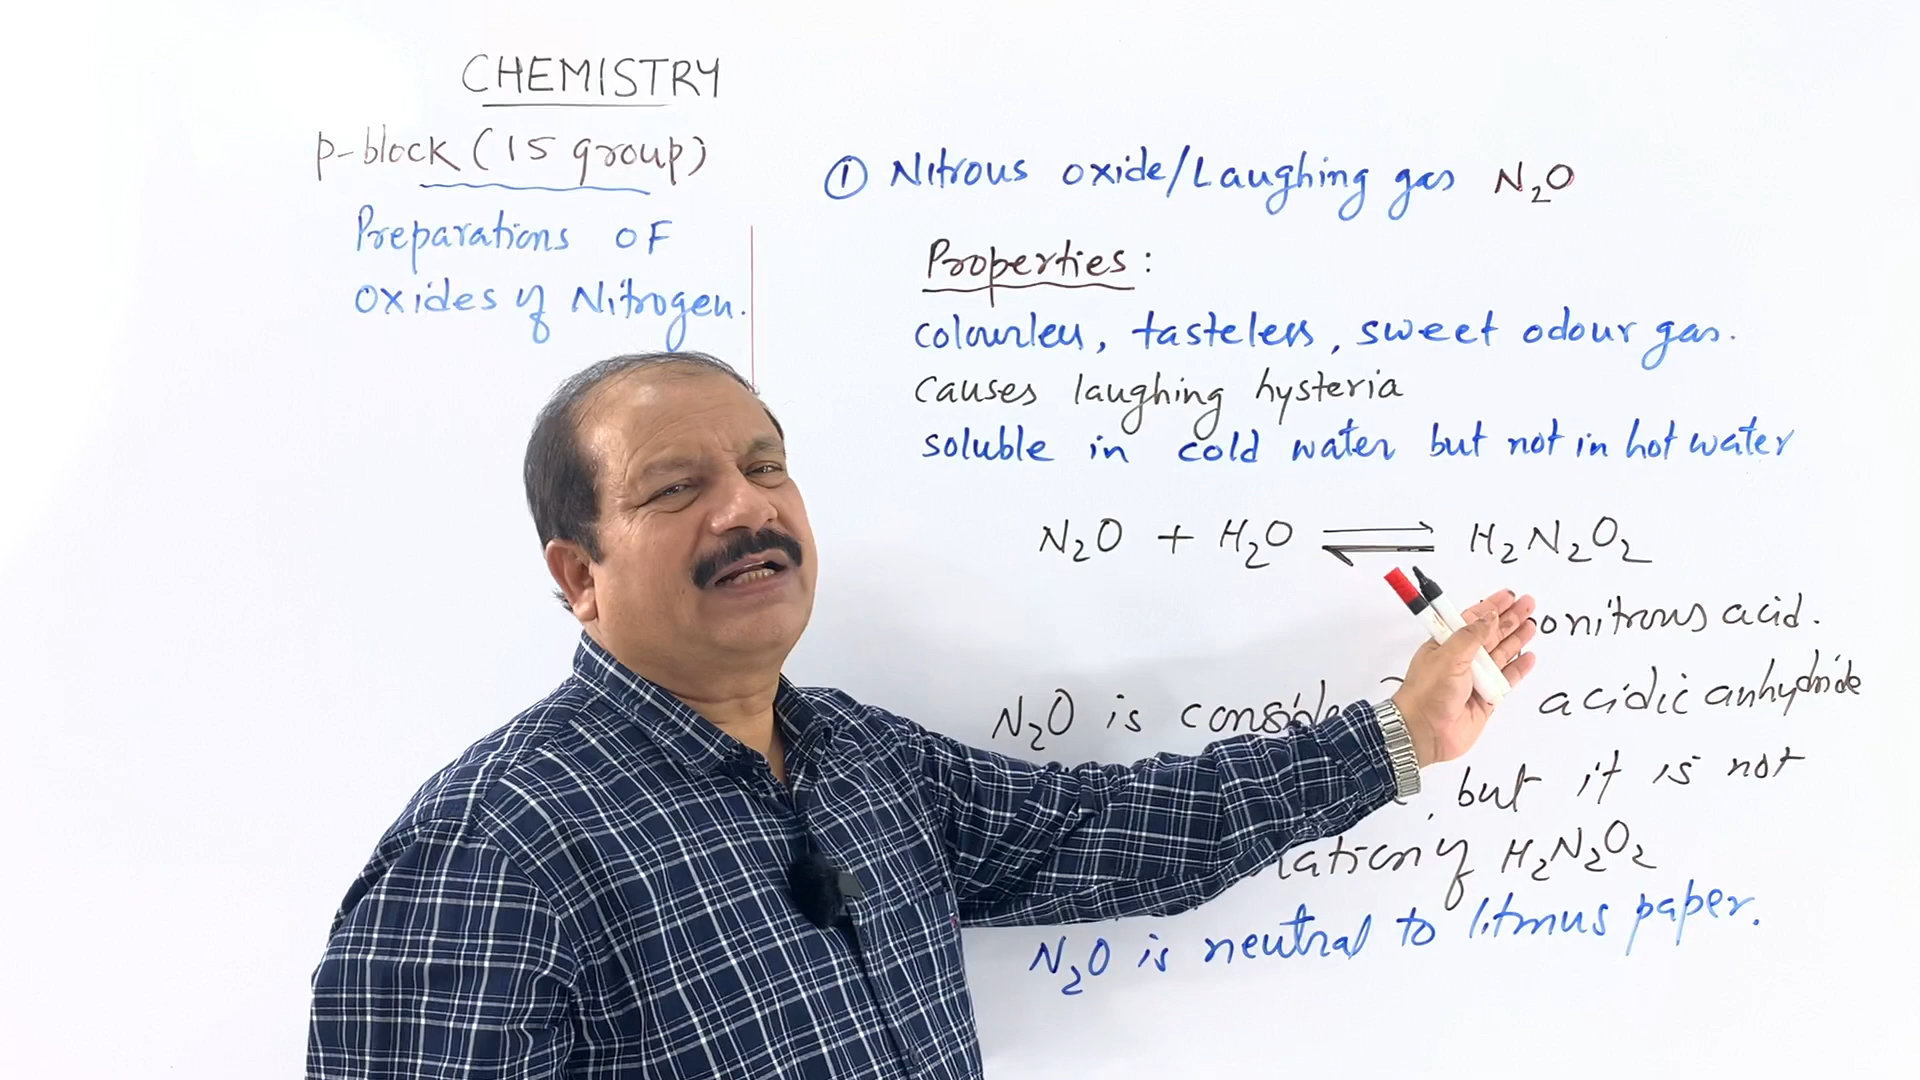 CHEMISTRY
p-block (15 group)
Preparations OF
Oxides of Nitrogen.
① Nitrous oxide/Laughing gas N₂O
Properties:
colourless, tasteless, sweet odour gas.
causes laughing hysteria
soluble in cold water but not in hot water
N₂O + H₂O ⇌ H₂N₂O₂
onitrous acid.
N₂O is conside acidic anhydride
but it is not
ation of H₂N₂O₂
N₂O is neutral to litmus paper.